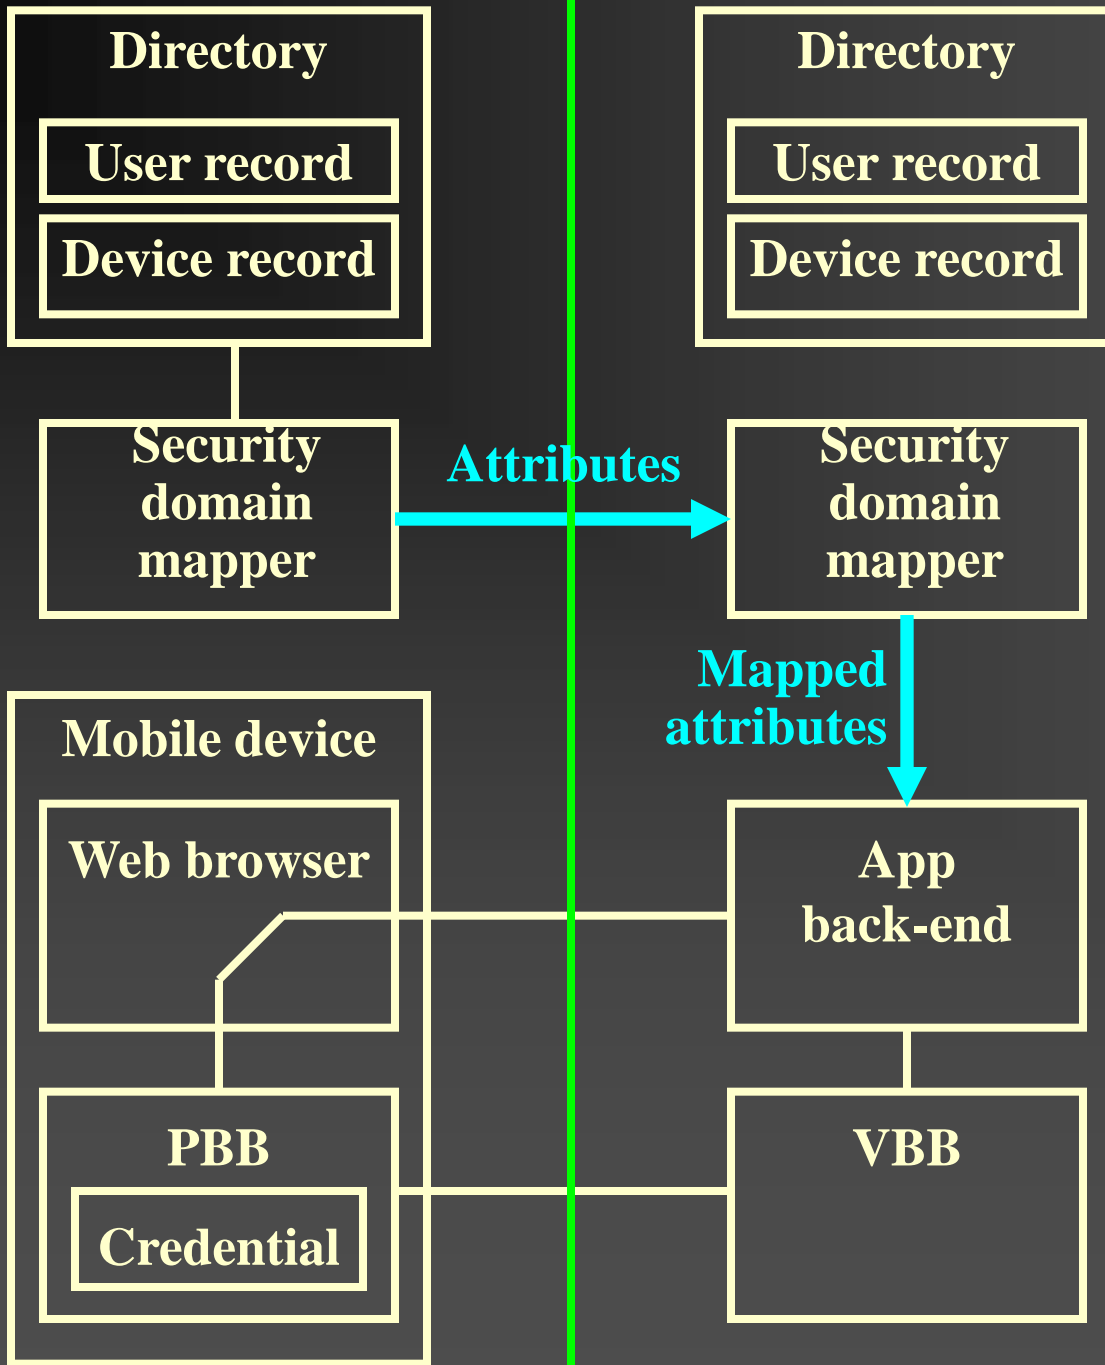 Directory
User record
Device record
Directory
User record
Device record
Security
domain
mapper
Attributes
Security
domain
mapper
Mapped
attributes
Mobile device
Web browser
PBB
Credential
App
back-end
VBB